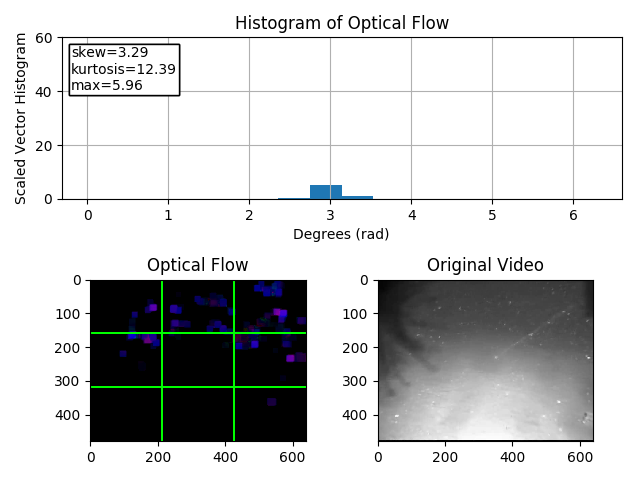 Histogram of Optical Flow
Scaled Vector Histogram
60
40
20
0
skew=3.29
kurtosis=12.39
max=5.96
0 1 2 3 4 5 6
Degrees (rad)
Optical Flow
0
100
200
300
400
0 200 400 600
Original Video
0
100
200
300
400
0 200 400 600